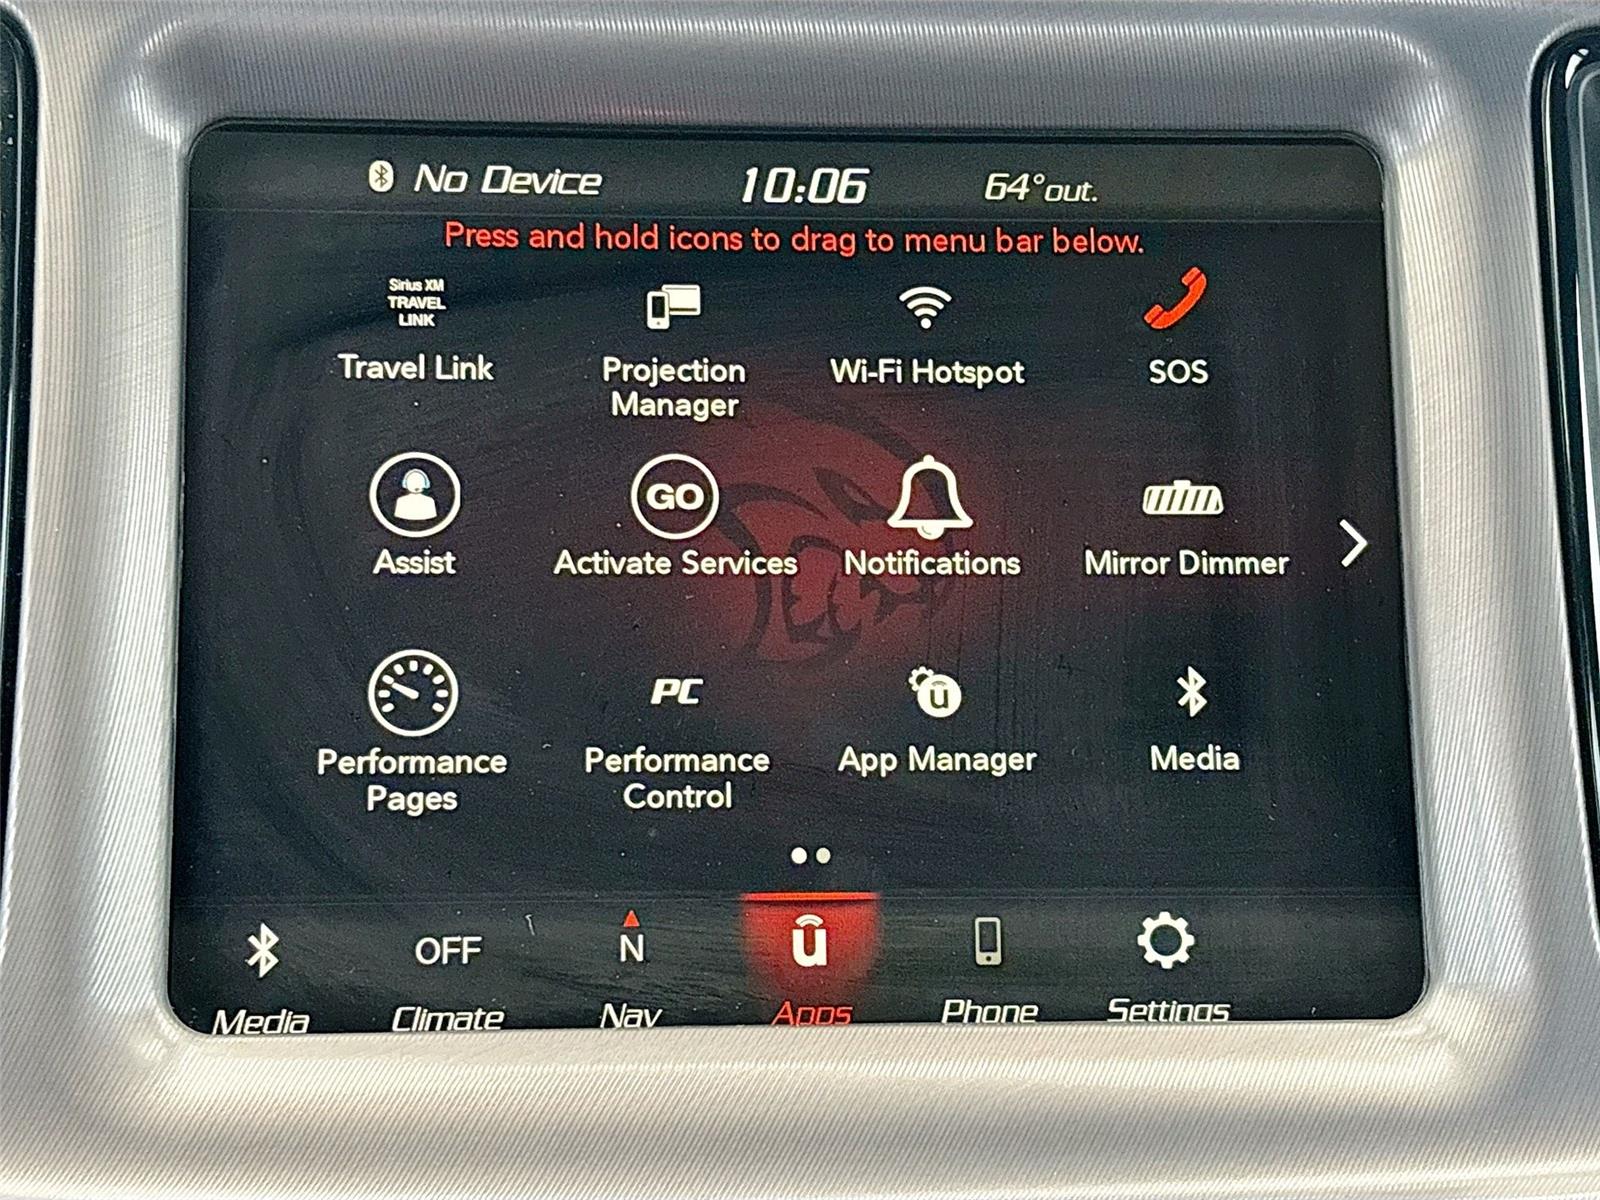 No Device 10:06 64°out.
Press and hold icons to drag to menu bar below.
Sirius XM
TRAVEL
LINK
Travel Link
Projection
Manager
Wi-Fi Hotspot
SOS
Assist
GO
Activate Services
Notifications
Mirror Dimmer
Performance
Pages
PC
Performance
Control
u
App Manager
Media
Media
OFF
Climate
N
Nav
u
Apps
Phone
Settings